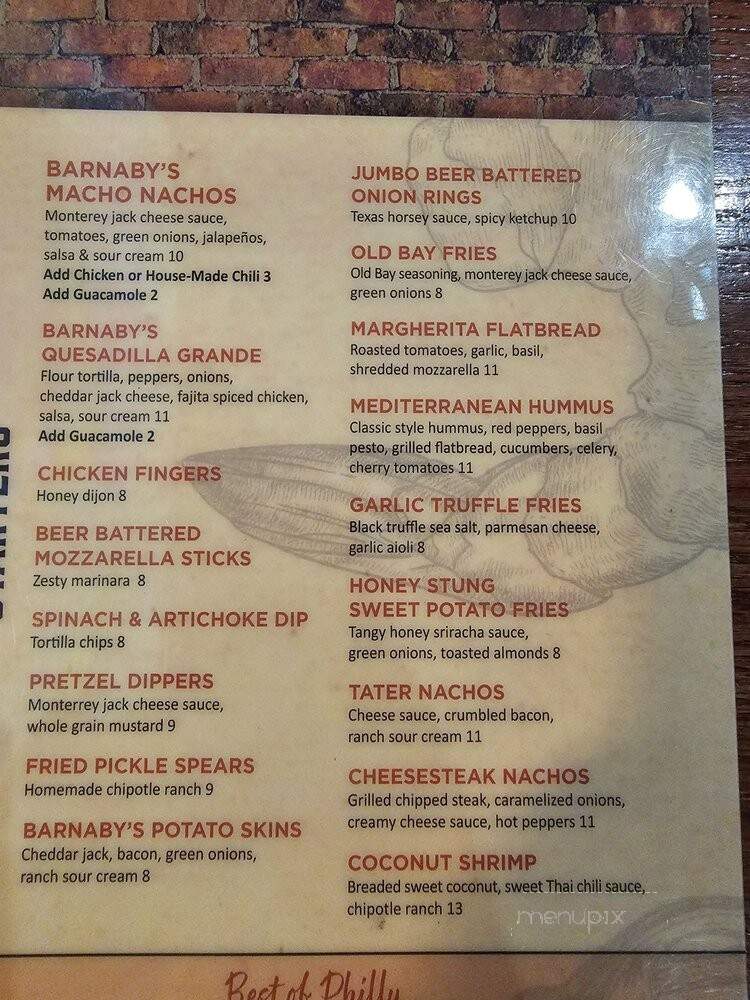 BARNABY'S
MACHO NACHOS
Monterey jack cheese sauce,
tomatoes, green onions, jalapeños,
salsa & sour cream 10
Add Chicken or House-Made Chili 3
Add Guacamole 2
BARNABY'S
QUESADILLA GRANDE
Flour tortilla, peppers, onions,
cheddar jack cheese, fajita spiced chicken,
salsa, sour cream 11
Add Guacamole 2
CHICKEN FINGERS
Honey dijon 8
BEER BATTERED
MOZZARELLA STICKS
Zesty marinara 8
SPINACH & ARTICHOKE DIP
Tortilla chips 8
PRETZEL DIPPERS
Monterrey jack cheese sauce,
whole grain mustard 9
FRIED PICKLE SPEARS
Homemade chipotle ranch 9
BARNABY'S POTATO SKINS
Cheddar jack, bacon, green onions,
ranch sour cream 8
JUMBO BEER BATTERED
ONION RINGS
Texas horsey sauce, spicy ketchup 10
OLD BAY FRIES
Old Bay seasoning, monterey jack cheese sauce,
green onions 8
MARGHERITA FLATBREAD
Roasted tomatoes, garlic, basil,
shredded mozzarella 11
MEDITERRANEAN HUMMUS
Classic style hummus, red peppers, basil
pesto, grilled flatbread, cucumbers, celery,
cherry tomatoes 11
GARLIC TRUFFLE FRIES
Black truffle sea salt, parmesan cheese,
garlic aioli 8
HONEY STUNG
SWEET POTATO FRIES
Tangy honey sriracha sauce,
green onions, toasted almonds 8
TATER NACHOS
Cheese sauce, crumbled bacon,
ranch sour cream 11
CHEESESTEAK NACHOS
Grilled chipped steak, caramelized onions,
creamy cheese sauce, hot peppers 11
COCONUT SHRIMP
Breaded sweet coconut, sweet Thai chili sauce,
chipotle ranch 13
menupix
Best of Philly